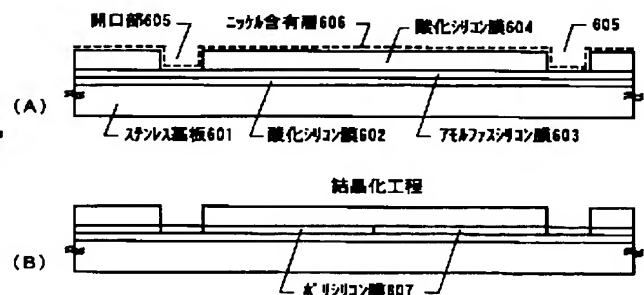 開口部605
ニッケル含有層606
酸化シリコン膜604
605
(A)
ステンレス基板601
酸化シリコン膜602
アモルファスシリコン膜603
結晶化工程
(B)
ポリシリコン膜607